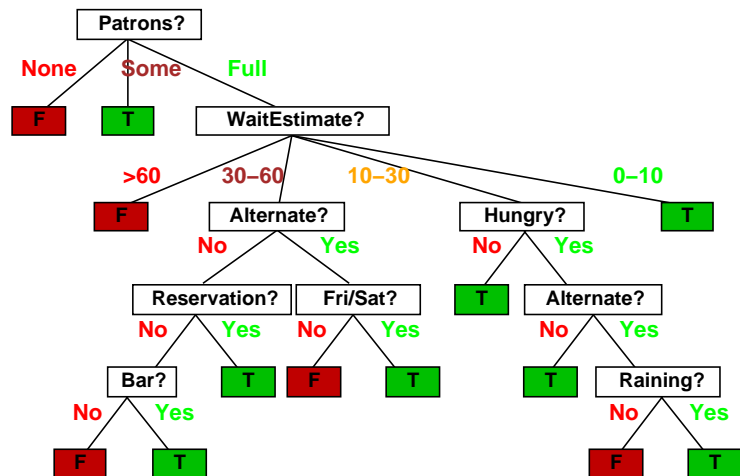 Patrons?
None Some Full
F T WaitEstimate?
>60 30–60 10–30 0–10
F Alternate? Hungry? T
No Yes No Yes
Reservation? Fri/Sat? T Alternate?
No Yes No Yes No Yes
Bar? T F T T Raining?
No Yes No Yes
F T F T